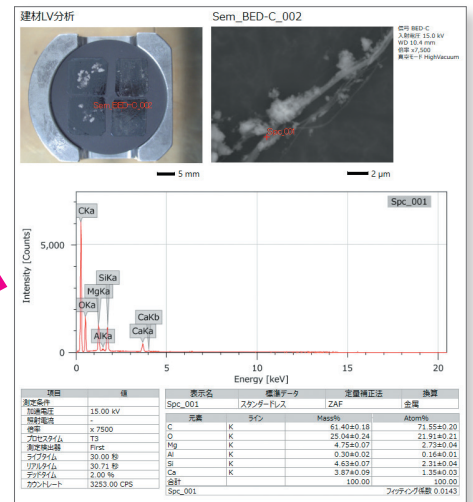 建材LV分析
Sem_BED-C_002
信号 BED-C
入射電圧 15.0 kV
WD 10.4 mm
倍率 x7,500
真空モード HighVacuum
Sem_BED-C_002
Spc_001
5 mm
2 μm
Spc_001
CKa
OKa
MgKa
SiKa
AlKa
CaKa
CaKb
Intensity [Counts]
5,000
0
0 5 10 15 20
Energy [keV]
項目 値
測定条件
加速電圧 15.00 kV
照射電流 -
倍率 x 7500
プロセスタイム T3
測定検出器 First
ライブタイム 30.00 秒
リアルタイム 30.71 秒
デッドタイム 2.00 %
カウントレート 3253.00 CPS
表示名 標準データ 定量補正法 換算
Spc_001 スタンダードレス ZAF 金属
元素 ライン Mass% Atom%
C K 61.40±0.18 71.55±0.20
O K 25.04±0.24 21.91±0.21
Mg K 4.75±0.07 2.73±0.04
Al K 0.30±0.02 0.16±0.01
Si K 4.63±0.07 2.31±0.04
Ca K 3.87±0.09 1.35±0.03
合計 100.00 100.00
Spc_001 フィッティング係数 0.0143